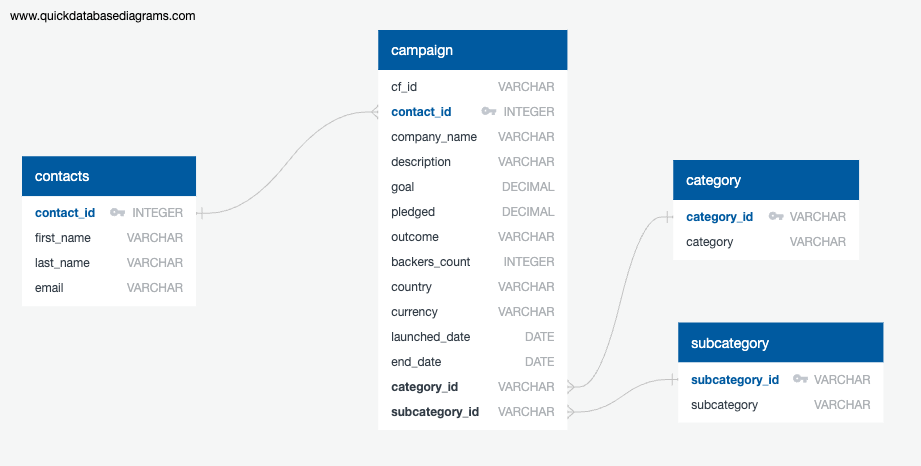 www.quickdatabasediagrams.com
contacts
contact_id INTEGER
first_name VARCHAR
last_name VARCHAR
email VARCHAR
campaign
cf_id VARCHAR
contact_id INTEGER
company_name VARCHAR
description VARCHAR
goal DECIMAL
pledged DECIMAL
outcome VARCHAR
backers_count INTEGER
country VARCHAR
currency VARCHAR
launched_date DATE
end_date DATE
category_id VARCHAR
subcategory_id VARCHAR
category
category_id VARCHAR
category VARCHAR
subcategory
subcategory_id VARCHAR
subcategory VARCHAR